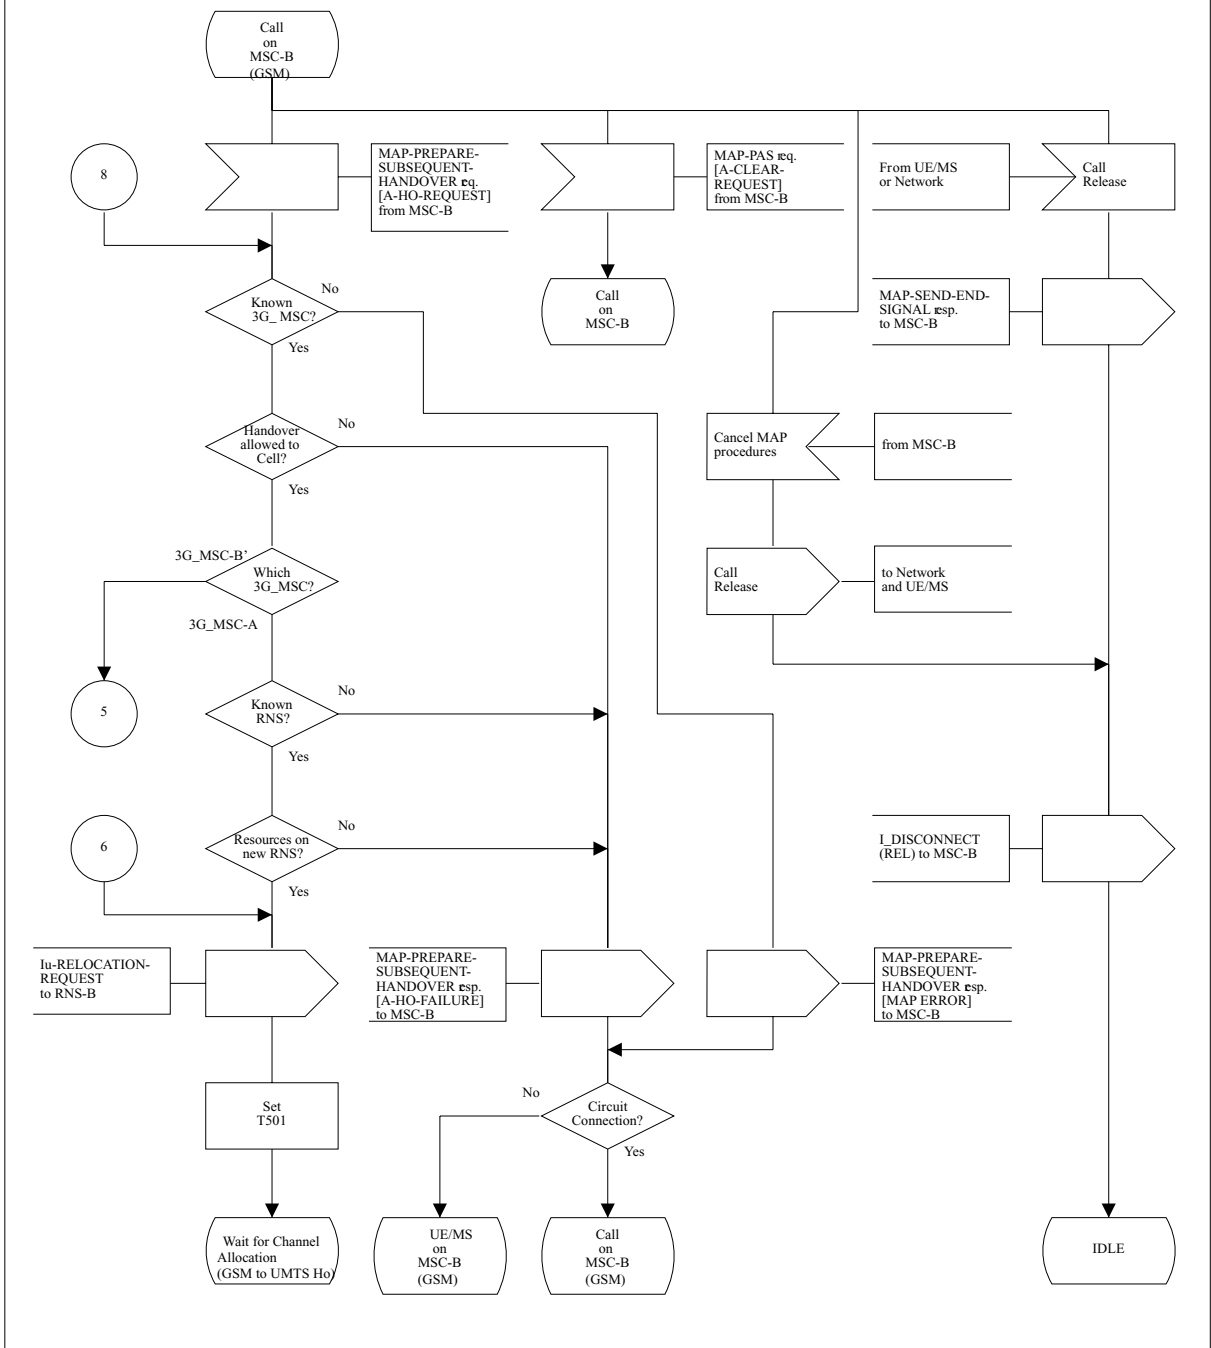 Call
on
MSC-B
(GSM)
8
MAP-PREPARE-
SUBSEQUENT-
HANDOVER req.
[A-HO-REQUEST]
from MSC-B
MAP-PAS req.
[A-CLEAR-
REQUEST]
from MSC-B
From UE/MS
or Network
Call
Release
Known
3G_ MSC?
No
Yes
Call
on
MSC-B
MAP-SEND-END-
SIGNAL resp.
to MSC-B
Handover
allowed to
Cell?
No
Yes
Cancel MAP
procedures
from MSC-B
3G_MSC-B'
Which
3G_MSC?
3G_MSC-A
Call
Release
to Network
and UE/MS
5
Known
RNS?
No
Yes
6
Resources on
new RNS?
No
Yes
I_DISCONNECT
(REL) to MSC-B
Iu-RELOCATION-
REQUEST
to RNS-B
MAP-PREPARE-
SUBSEQUENT-
HANDOVER resp.
[A-HO-FAILURE]
to MSC-B
MAP-PREPARE-
SUBSEQUENT-
HANDOVER resp.
[MAP ERROR]
to MSC-B
Set
T501
No
Circuit
Connection?
Yes
Wait for Channel
Allocation
(GSM to UMTS Ho)
UE/MS
on
MSC-B
(GSM)
Call
on
MSC-B
(GSM)
IDLE